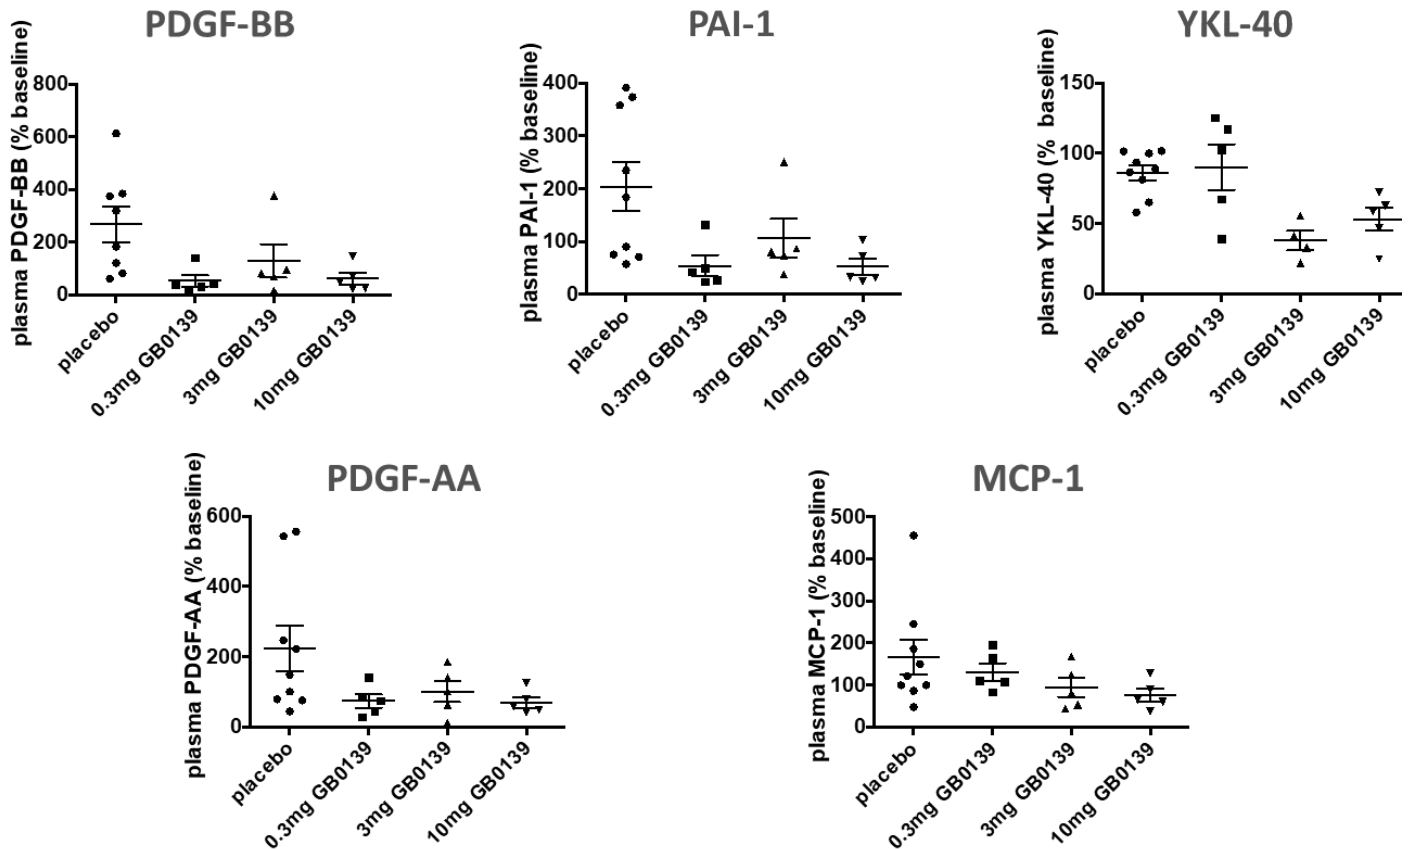 PDGF-BB
plasma PDGF-BB (% baseline)
800
600
400
200
0
placebo
0.3mg GB0139
3mg GB0139
10mg GB0139
PAI-1
plasma PAI-1 (% baseline)
400
300
200
100
0
placebo
0.3mg GB0139
3mg GB0139
10mg GB0139
YKL-40
plasma YKL-40 (% baseline)
150
100
50
0
placebo
0.3mg GB0139
3mg GB0139
10mg GB0139
PDGF-AA
plasma PDGF-AA (% baseline)
600
400
200
0
placebo
0.3mg GB0139
3mg GB0139
10mg GB0139
MCP-1
plasma MCP-1 (% baseline)
500
400
300
200
100
0
placebo
0.3mg GB0139
3mg GB0139
10mg GB0139